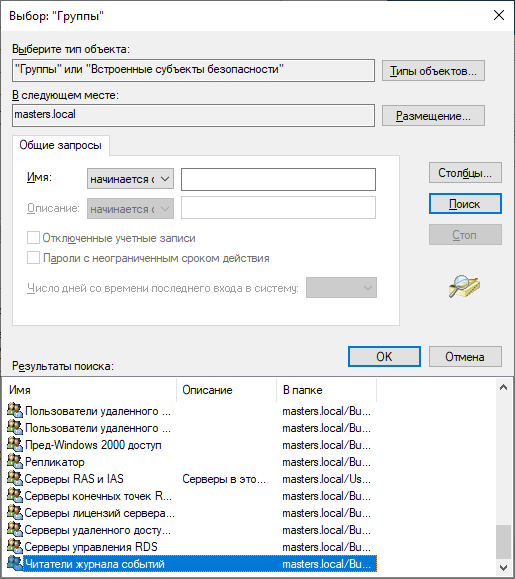 Выбор: "Группы"
Выберите тип объекта:
"Группы" или "Встроенные субъекты безопасности"
Типы объектов...
В следующем месте:
masters.local
Размещение...
Общие запросы
Имя:
начинается с
Столбцы...
Описание:
начинается с
Поиск
Отключенные учетные записи
Стоп
Пароли с неограниченным сроком действия
Число дней со времени последнего входа в систему:
OK
Отмена
Результаты поиска:
Имя Описание В папке
Пользователи удаленного ... masters.local/Bu...
Пользователи удаленного ... masters.local/Bu...
Пред-Windows 2000 доступ masters.local/Bu...
Репликатор masters.local/Bu...
Серверы RAS и IAS Серверы в это... masters.local/Us...
Серверы конечных точек R... masters.local/Bu...
Серверы лицензий сервера... masters.local/Bu...
Серверы удаленного досту... masters.local/Bu...
Серверы управления RDS masters.local/Bu...
Читатели журнала событий masters.local/Bu...